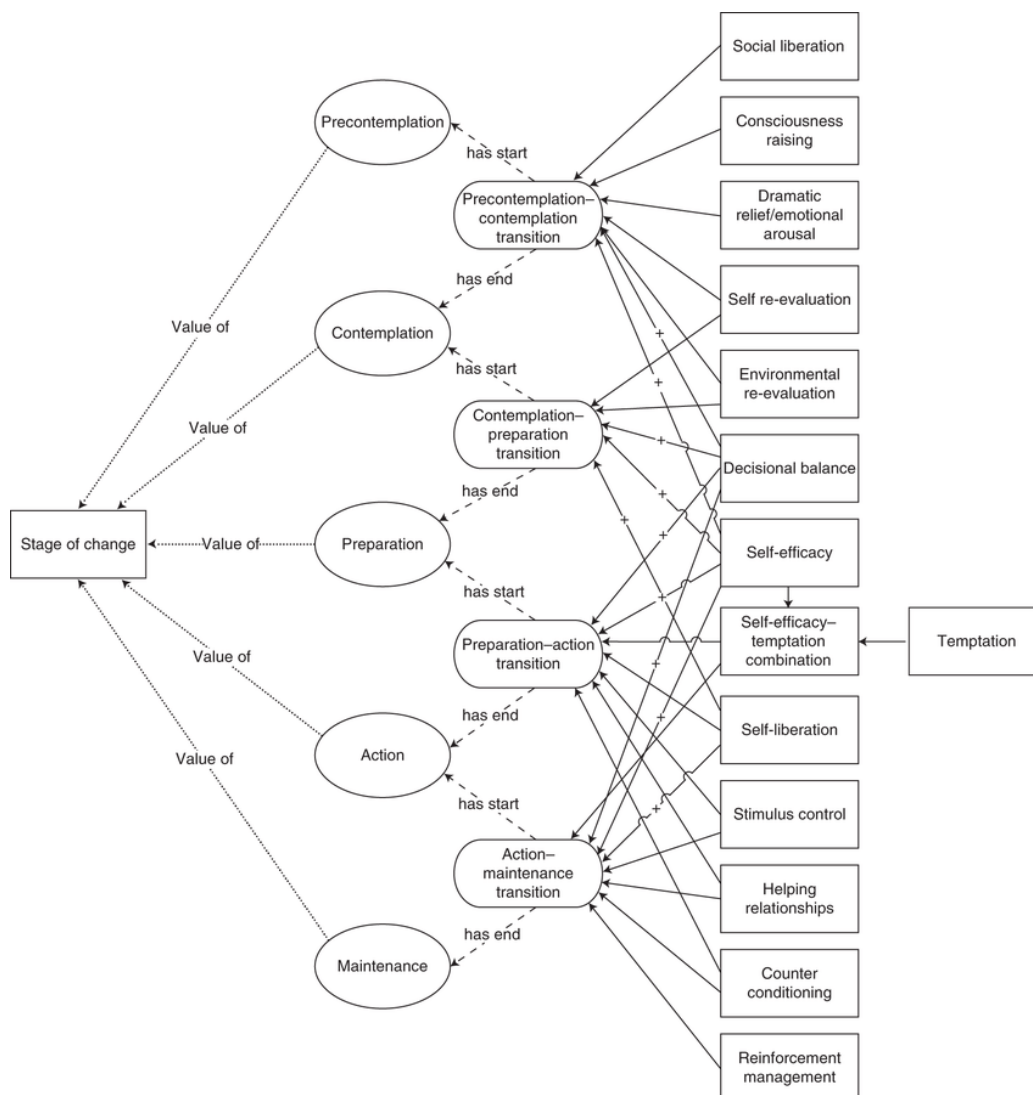 Social liberation
Precontemplation
Consciousness
raising
has start
Precontemplation–
contemplation
transition
Dramatic
relief/emotional
arousal
has end
Self re-evaluation
Value of
Contemplation
+
has start
+
Environmental
re-evaluation
Contemplation–
preparation
transition
Value of
+
Decisional balance
has end
+
+
+
Stage of change
Value of
Preparation
Self-efficacy
has start
+
Preparation–action
transition
Self-efficacy–
temptation
combination
Temptation
Value of
+
has end
+
Self-liberation
Value of
Action
has start
+
Stimulus control
Action–
maintenance
transition
Helping
relationships
has end
Maintenance
Counter
conditioning
Reinforcement
management